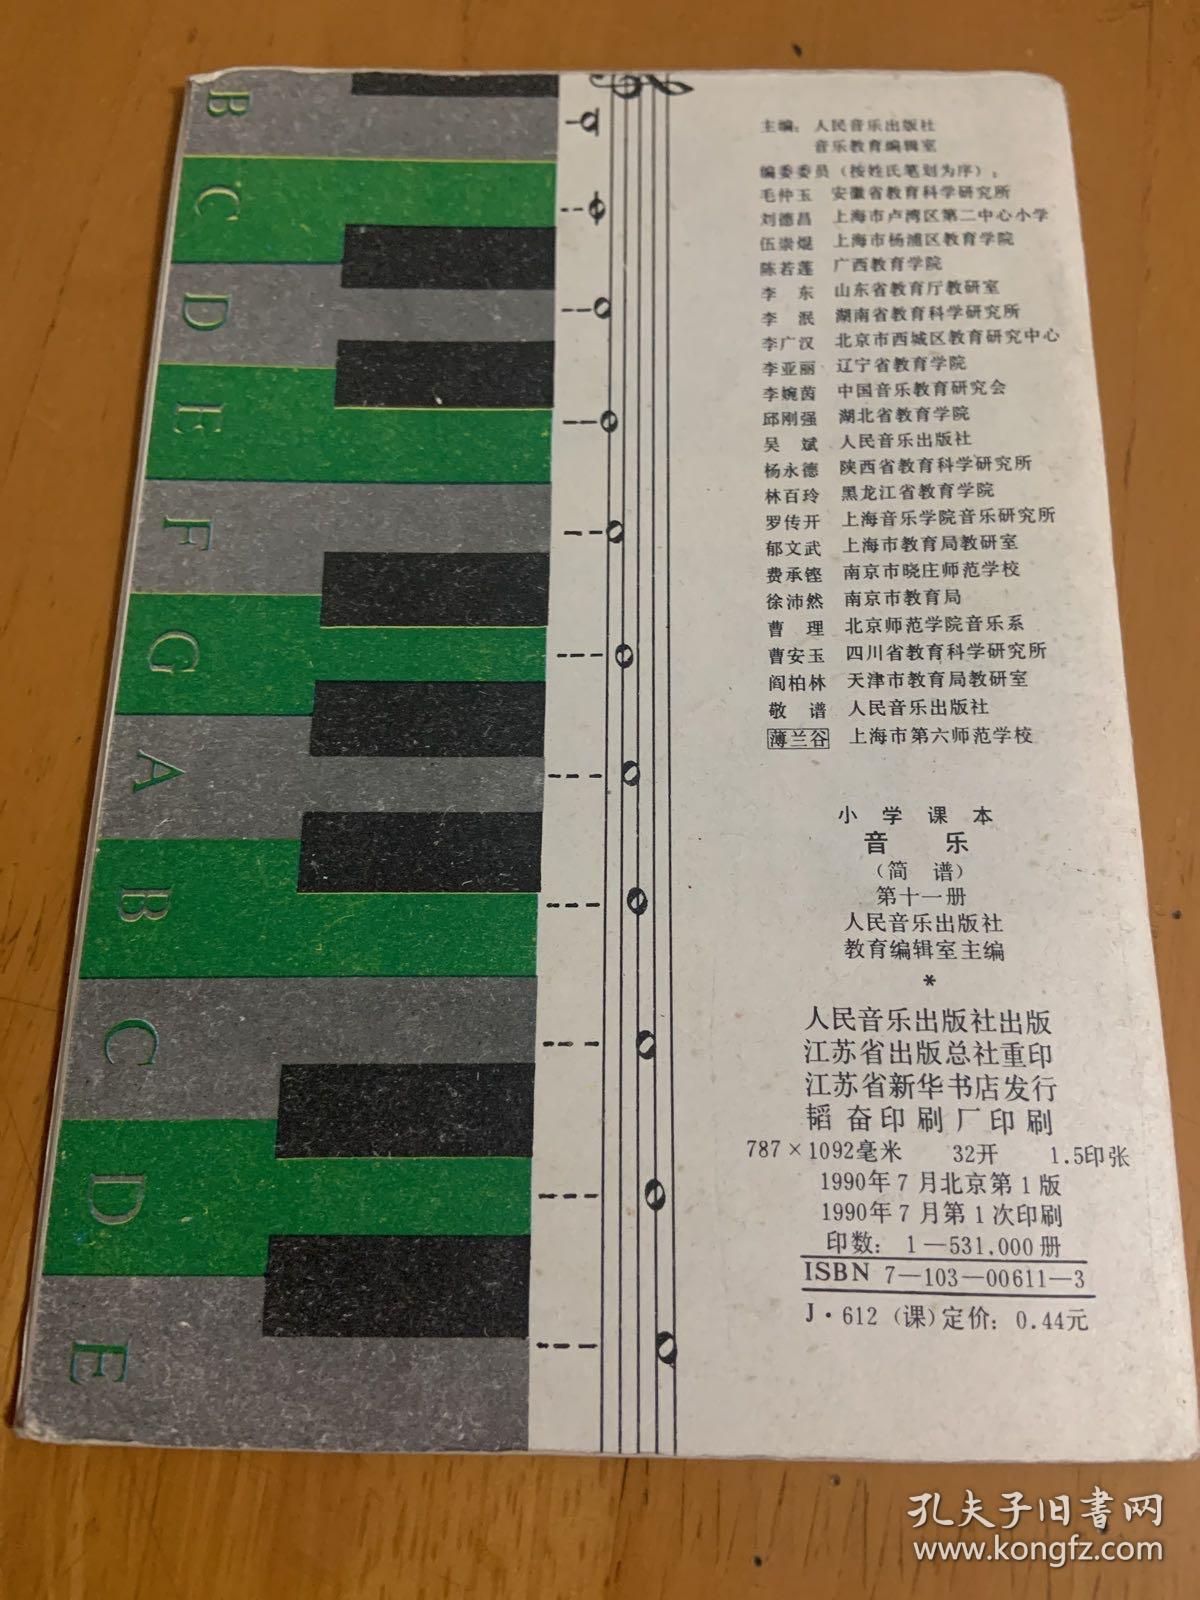 B
C
D
E
F
G
A
B
C
D
E
主编：人民音乐出版社
音乐教育编辑室
编委委员（按姓氏笔划为序）：
毛仲玉 安徽省教育科学研究所
刘德昌 上海市卢湾区第二中心小学
伍崇焜 上海市杨浦区教育学院
陈若莲 广西教育学院
李 东 山东省教育厅教研室
李 泯 湖南省教育科学研究所
李广汉 北京市西城区教育研究中心
李亚丽 辽宁省教育学院
李婉茵 中国音乐教育研究会
邱刚强 湖北省教育学院
吴 斌 人民音乐出版社
杨永德 陕西省教育科学研究所
林百玲 黑龙江省教育学院
罗传开 上海音乐学院音乐研究所
郁文武 上海市教育局教研室
费承铿 南京市晓庄师范学校
徐沛然 南京市教育局
曹 理 北京师范学院音乐系
曹安玉 四川省教育科学研究所
阎柏林 天津市教育局教研室
敬 谱 人民音乐出版社
薄兰谷 上海市第六师范学校
小 学 课 本
音 乐
（简 谱）
第十一册
人民音乐出版社
教育编辑室主编
*
人民音乐出版社出版
江苏省出版总社重印
江苏省新华书店发行
韬奋印刷厂印刷
787×1092毫米 32开 1.5印张
1990年7月北京第1版
1990年7月第1次印刷
印数：1—531.000册
ISBN 7—103—00611—3
J·612（课）定价：0.44元
孔夫子旧书网
www.kongfz.com